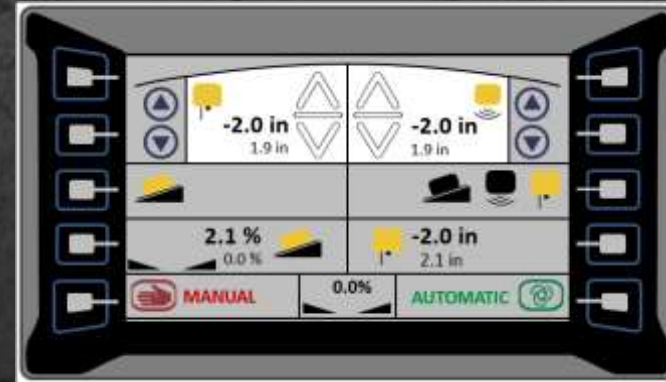 -2.0 in
1.9 in
-2.0 in
1.9 in
2.1 %
0.0 %
-2.0 in
2.1 in
MANUAL
0.0%
AUTOMATIC